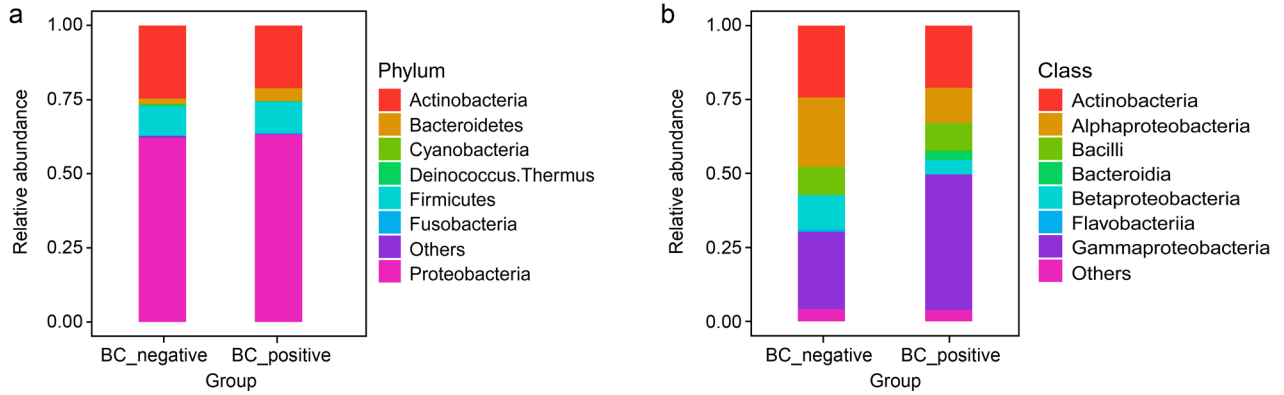 a
1.00
0.75
0.50
0.25
0.00
Relative abundance
BC_negative
BC_positive
Group
Phylum
Actinobacteria
Bacteroidetes
Cyanobacteria
Deinococcus.Thermus
Firmicutes
Fusobacteria
Others
Proteobacteria
b
1.00
0.75
0.50
0.25
0.00
Relative abundance
BC_negative
BC_positive
Group
Class
Actinobacteria
Alphaproteobacteria
Bacilli
Bacteroidia
Betaproteobacteria
Flavobacteriia
Gammaproteobacteria
Others